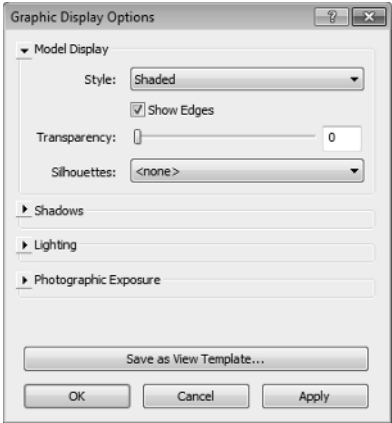 Graphic Display Options
Model Display
Style: Shaded
Show Edges
Transparency: 0
Silhouettes: <none>
Shadows
Lighting
Photographic Exposure
Save as View Template...
OK Cancel Apply